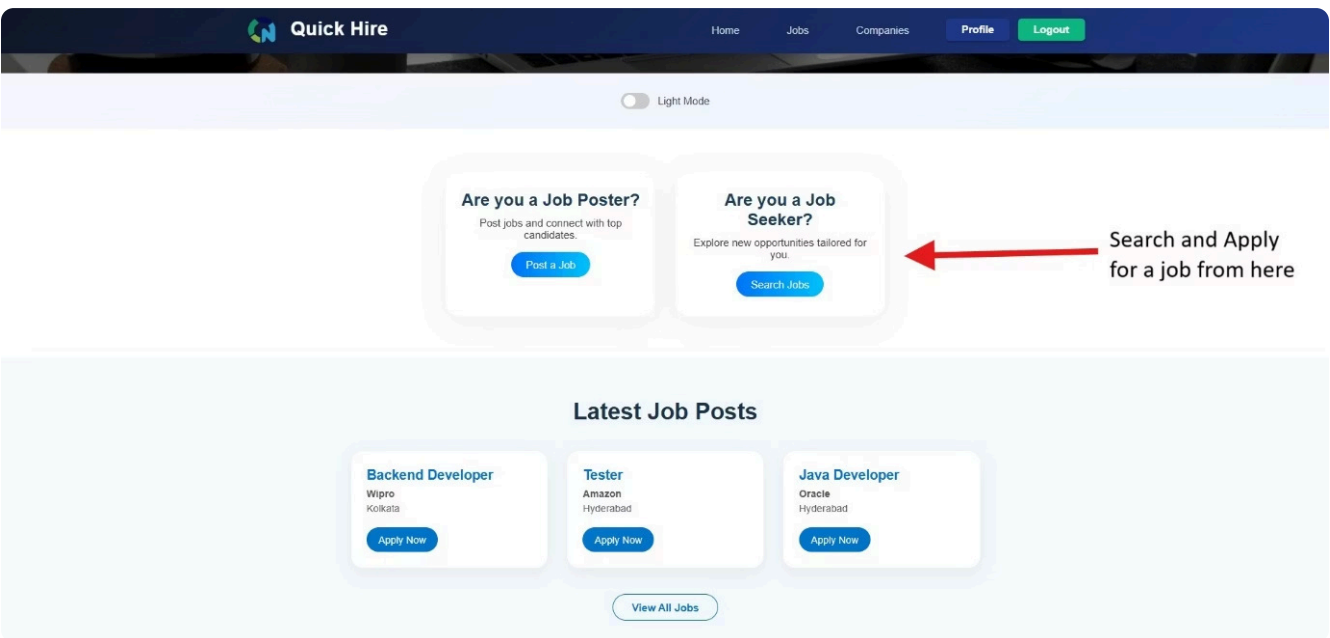 Quick Hire
Home
Jobs
Companies
Profile
Logout
Light Mode
Are you a Job Poster?
Post jobs and connect with top
candidates.
Post a Job
Are you a Job
Seeker?
Explore new opportunities tailored for
you.
Search Jobs
Search and Apply
for a job from here
Latest Job Posts
Backend Developer
Wipro
Kolkata
Apply Now
Tester
Amazon
Hyderabad
Apply Now
Java Developer
Oracle
Hyderabad
Apply Now
View All Jobs